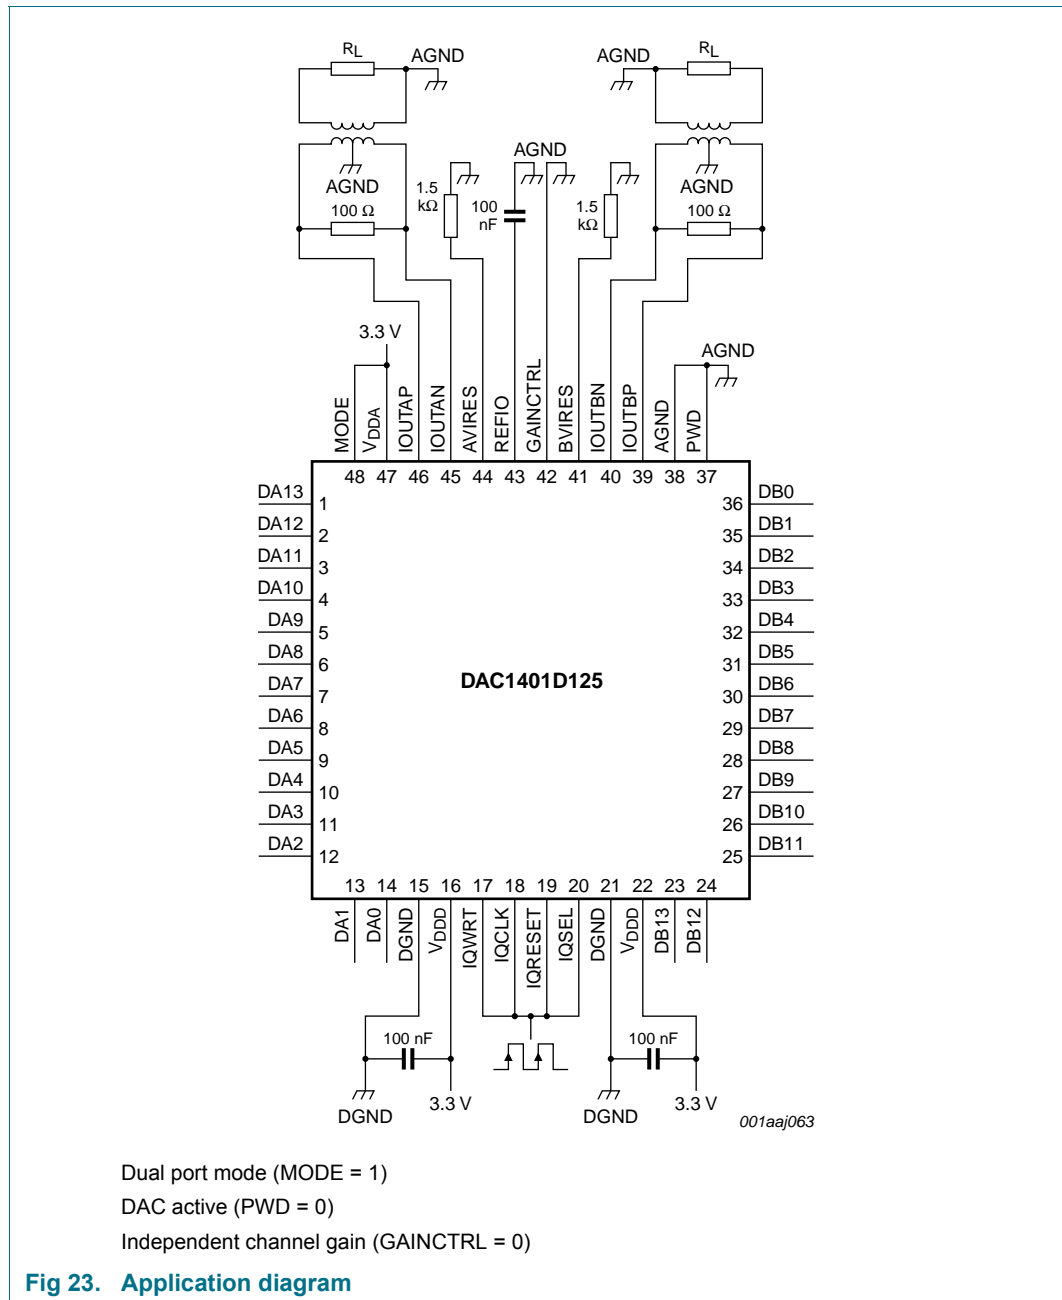 RL
AGND
AGND
RL
AGND
AGND
100 Ω
1.5
kΩ
100
nF
1.5
kΩ
AGND
100 Ω
3.3 V
AGND
MODE
VDDA
IOUTAP
IOUTAN
AVIRES
REFIO
GAINCTRL
BVIRES
IOUTBN
IOUTBP
AGND
PWD
48 47 46 45 44 43 42 41 40 39 38 37
DA13 1
DA12 2
DA11 3
DA10 4
DA9 5
DA8 6
DA7 7
DA6 8
DA5 9
DA4 10
DA3 11
DA2 12
DAC1401D125
36 DB0
35 DB1
34 DB2
33 DB3
32 DB4
31 DB5
30 DB6
29 DB7
28 DB8
27 DB9
26 DB10
25 DB11
13 14 15 16 17 18 19 20 21 22 23 24
DA1
DA0
DGND
VDDD
IQWRT
IQCLK
IQRESET
IQSEL
DGND
VDDD
DB13
DB12
100 nF
100 nF
DGND
3.3 V
DGND
3.3 V
001aaj063
Dual port mode (MODE = 1)
DAC active (PWD = 0)
Independent channel gain (GAINCTRL = 0)
Fig 23. Application diagram